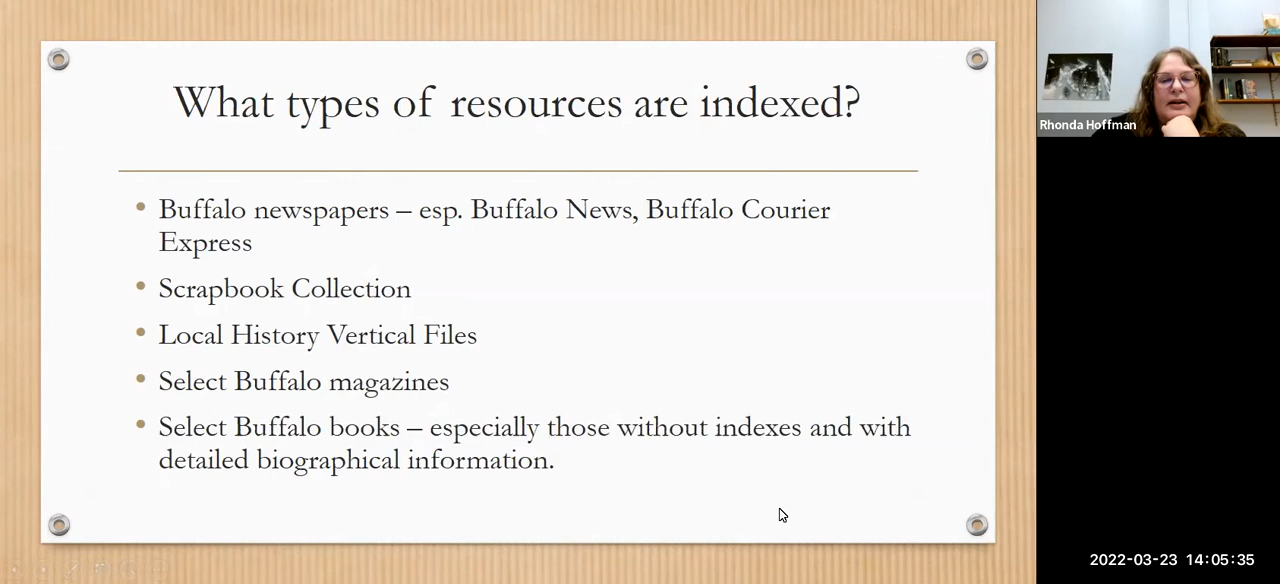 What types of resources are indexed?
Buffalo newspapers – esp. Buffalo News, Buffalo Courier
Express
Scrapbook Collection
Local History Vertical Files
Select Buffalo magazines
Select Buffalo books – especially those without indexes and with
detailed biographical information.
Rhonda Hoffman
2022-03-23 14:05:35